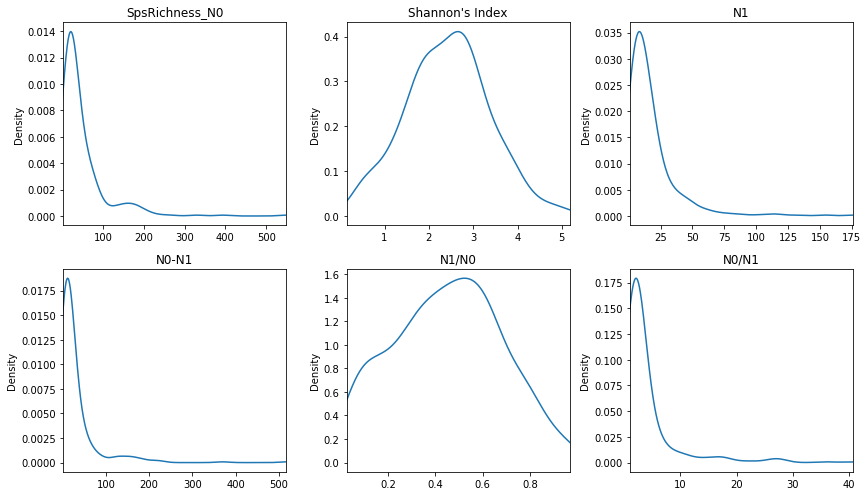 SpsRichness_N0
Shannon's Index
N1
Density
0.014
0.012
0.010
0.008
0.006
0.004
0.002
0.000
100 200 300 400 500
Density
0.4
0.3
0.2
0.1
0.0
1 2 3 4 5
Density
0.035
0.030
0.025
0.020
0.015
0.010
0.005
0.000
25 50 75 100 125 150 175
N0-N1
N1/N0
N0/N1
Density
0.0175
0.0150
0.0125
0.0100
0.0075
0.0050
0.0025
0.0000
100 200 300 400 500
Density
1.6
1.4
1.2
1.0
0.8
0.6
0.4
0.2
0.0
0.2 0.4 0.6 0.8
Density
0.175
0.150
0.125
0.100
0.075
0.050
0.025
0.000
10 20 30 40